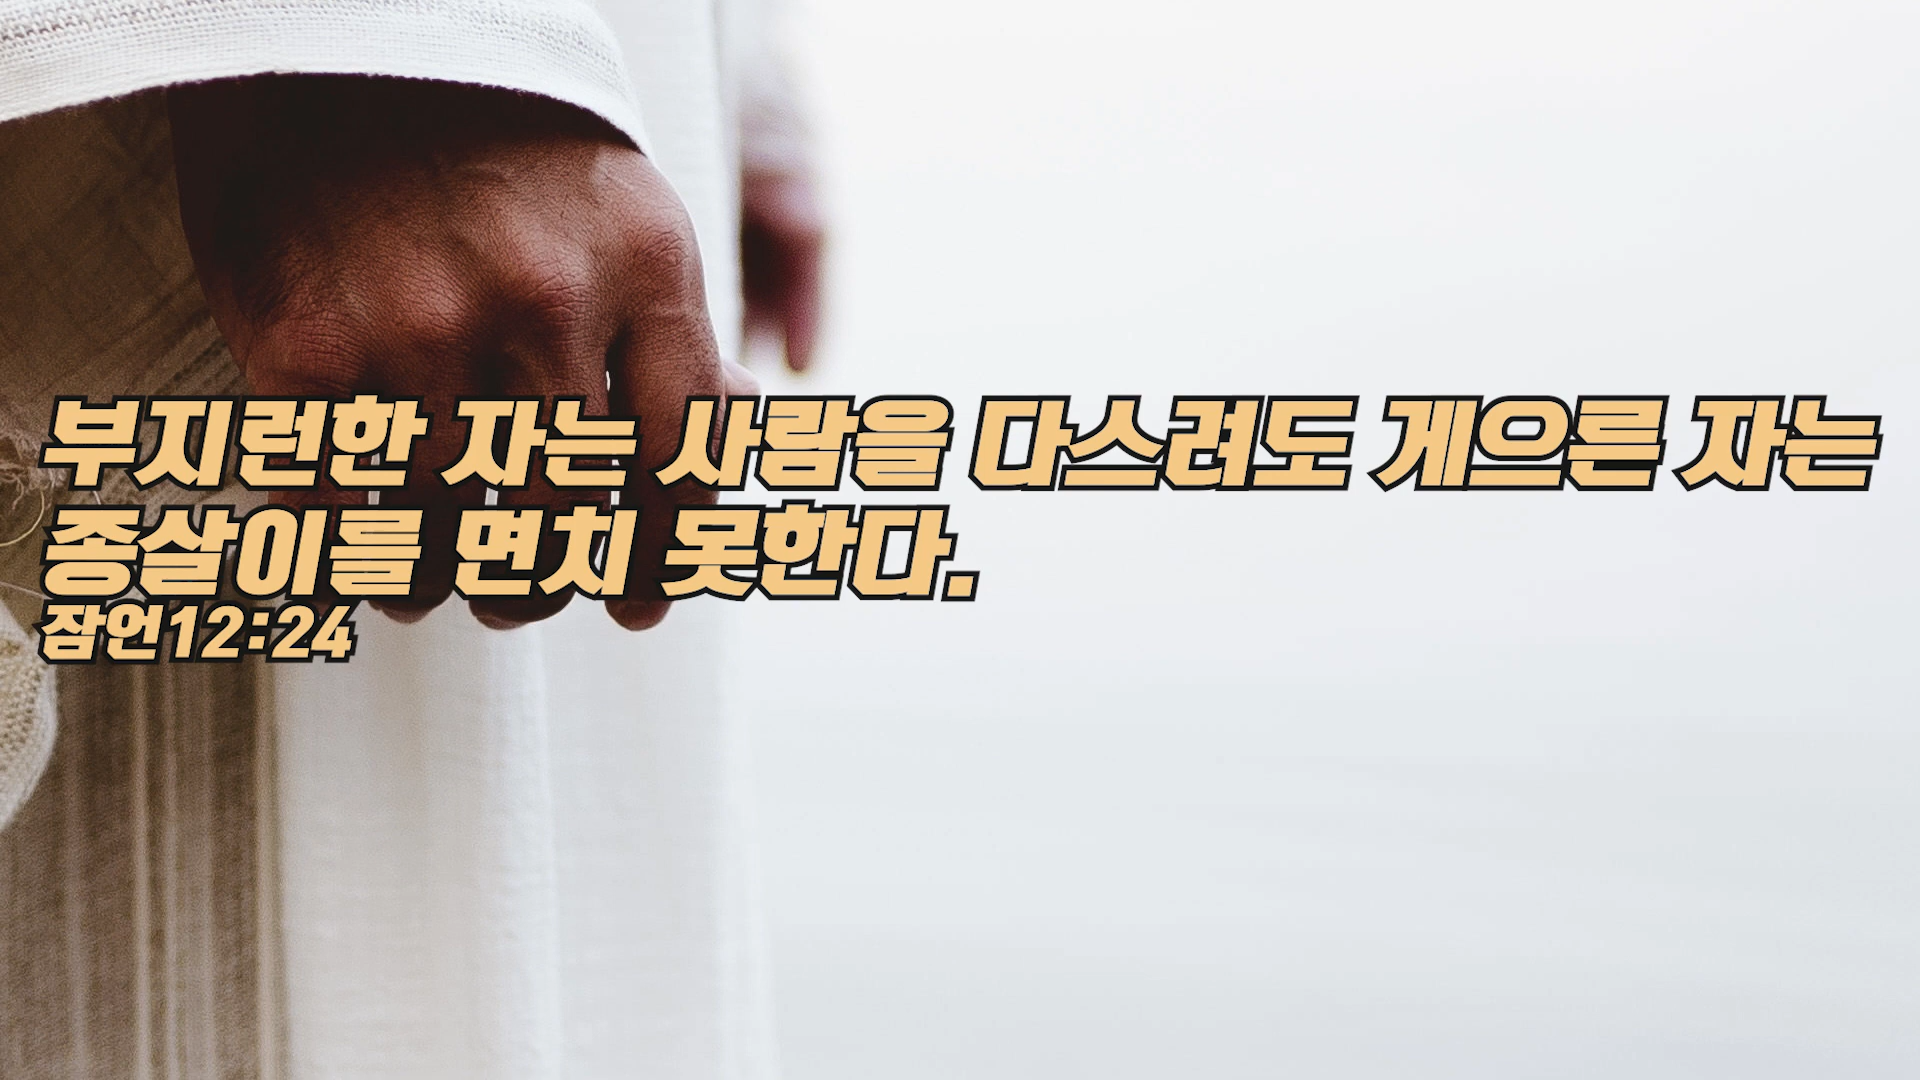 부지런한 자는 사람을 다스려도 게으른 자는
종살이를 면치 못한다.
잠언12:24